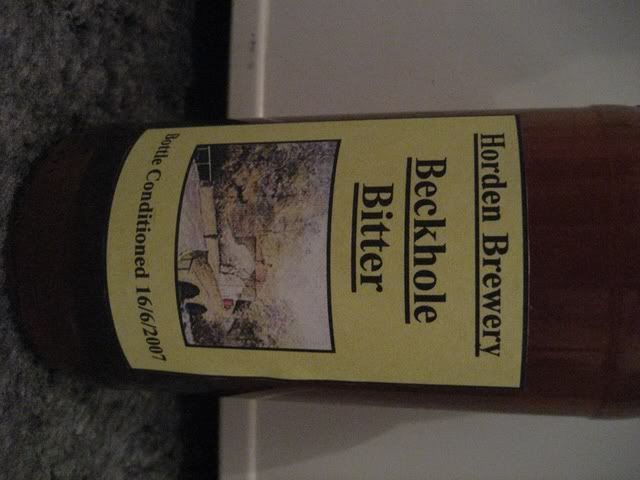 Horden Brewery
Beckhole
Bitter
Bottle Conditioned 16/6/2007